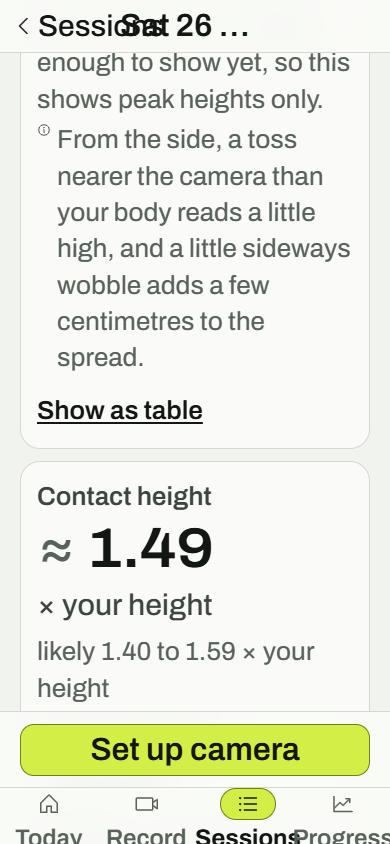 Sessions
Sat 26 ...
enough to show yet, so this
shows peak heights only.
From the side, a toss
nearer the camera than
your body reads a little
high, and a little sideways
wobble adds a few
centimetres to the
spread.
Show as table
Contact height
≈ 1.49
× your height
likely 1.40 to 1.59 × your
height
Set up camera
Today Record Sessions Progress